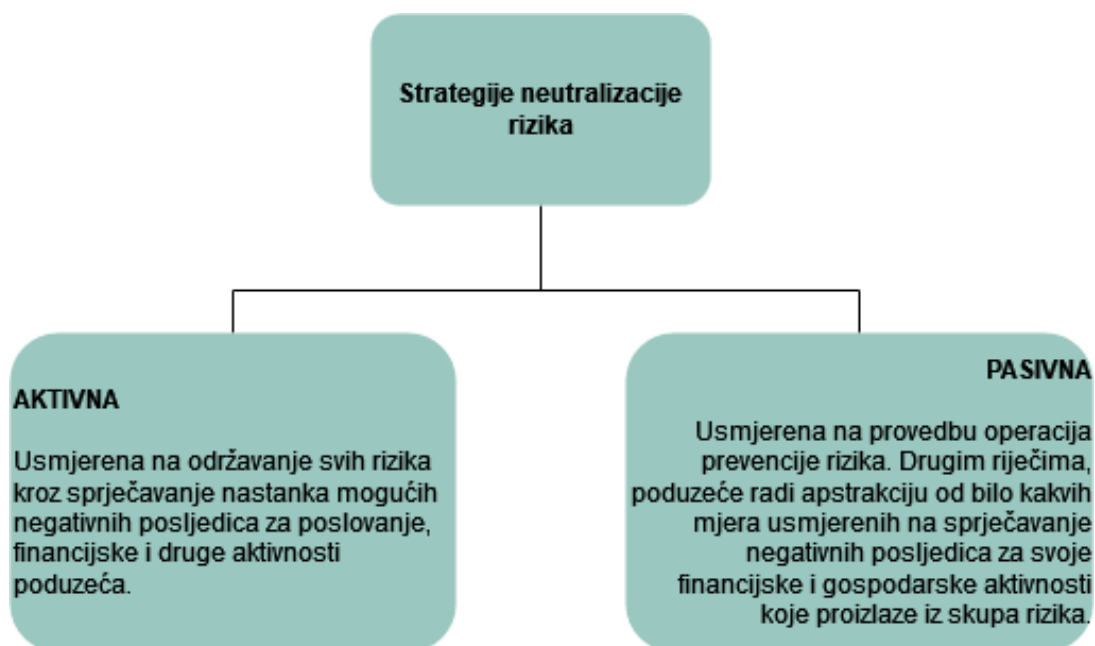 Strategije neutralizacije
rizika
AKTIVNA
Usmjerena na održavanje svih rizika
kroz sprječavanje nastanka mogućih
negativnih posljedica za poslovanje,
financijske i druge aktivnosti
poduzeća.
PASIVNA
Usmjerena na provedbu operacija
prevencije rizika. Drugim riječima,
poduzeće radi apstrakciju od bilo kakvih
mjera usmjerenih na sprječavanje
negativnih posljedica za svoje
financijske i gospodarske aktivnosti
koje proizlaze iz skupa rizika.